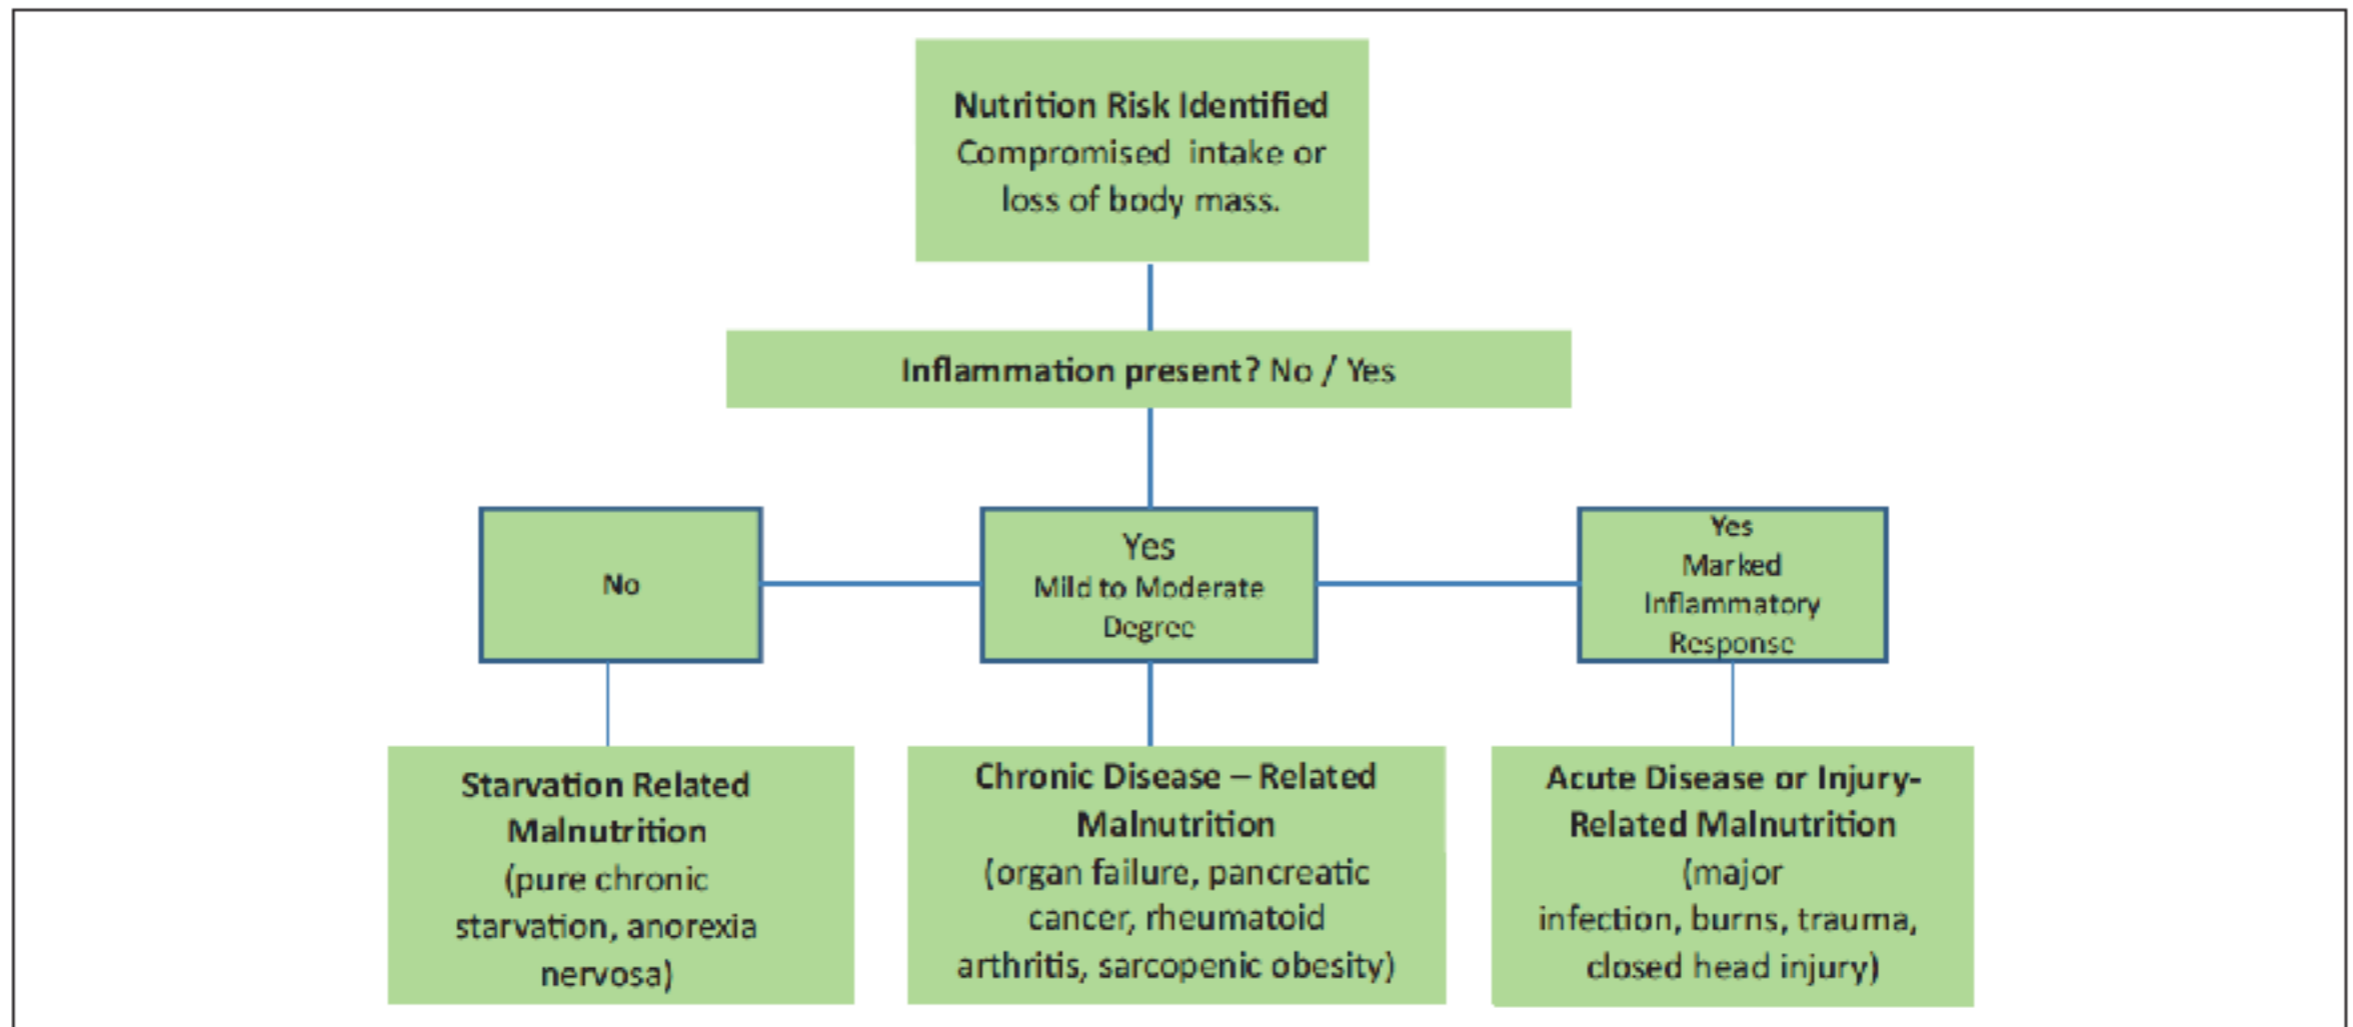 Nutrition Risk Identified
Compromised intake or
loss of body mass.
Inflammation present? No / Yes
No
Yes
Mild to Moderate
Degree
Yes
Marked
Inflammatory
Response
Starvation Related
Malnutrition
(pure chronic
starvation, anorexia
nervosa)
Chronic Disease – Related
Malnutrition
(organ failure, pancreatic
cancer, rheumatoid
arthritis, sarcopenic obesity)
Acute Disease or Injury-
Related Malnutrition
(major
infection, burns, trauma,
closed head injury)